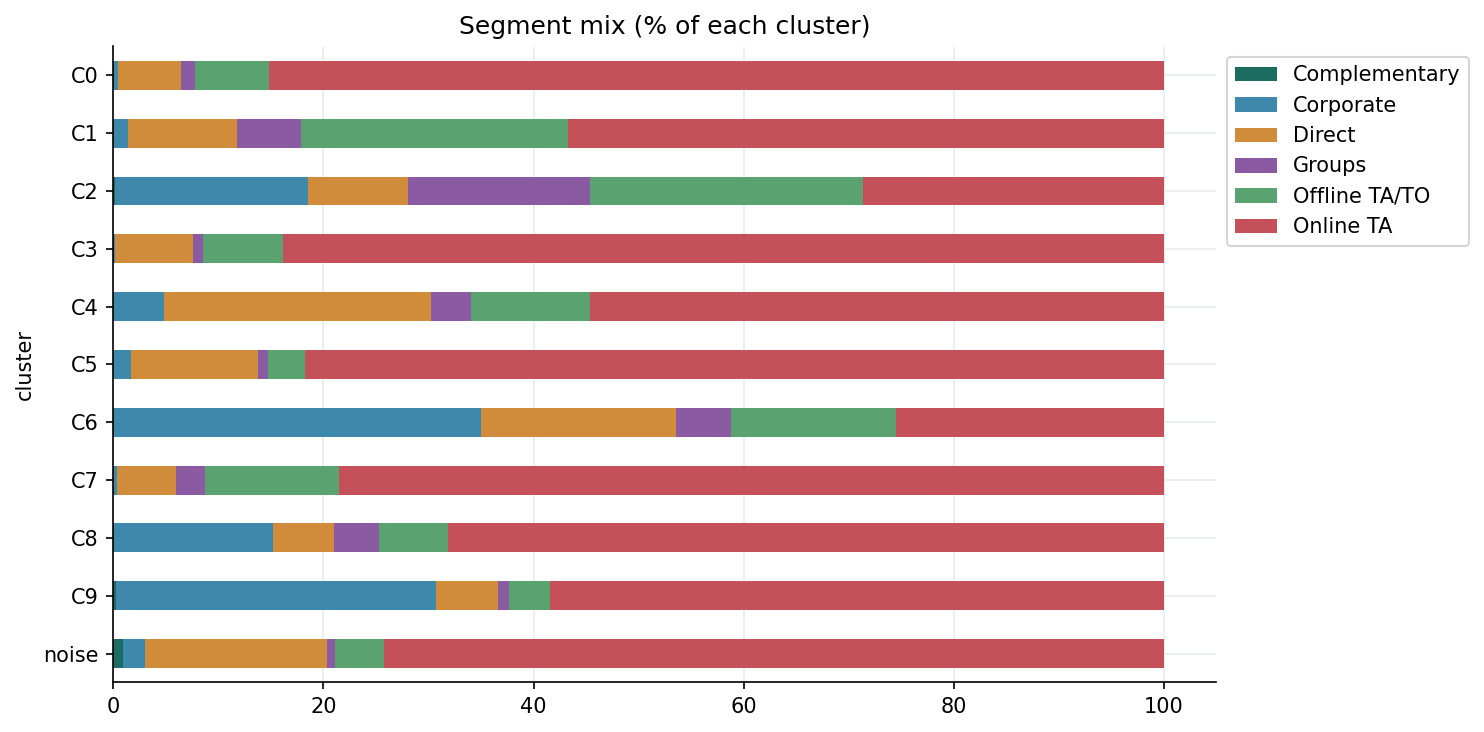 Segment mix (% of each cluster)
Complementary
Corporate
Direct
Groups
Offline TA/TO
Online TA
cluster
C0
C1
C2
C3
C4
C5
C6
C7
C8
C9
noise
0 20 40 60 80 100